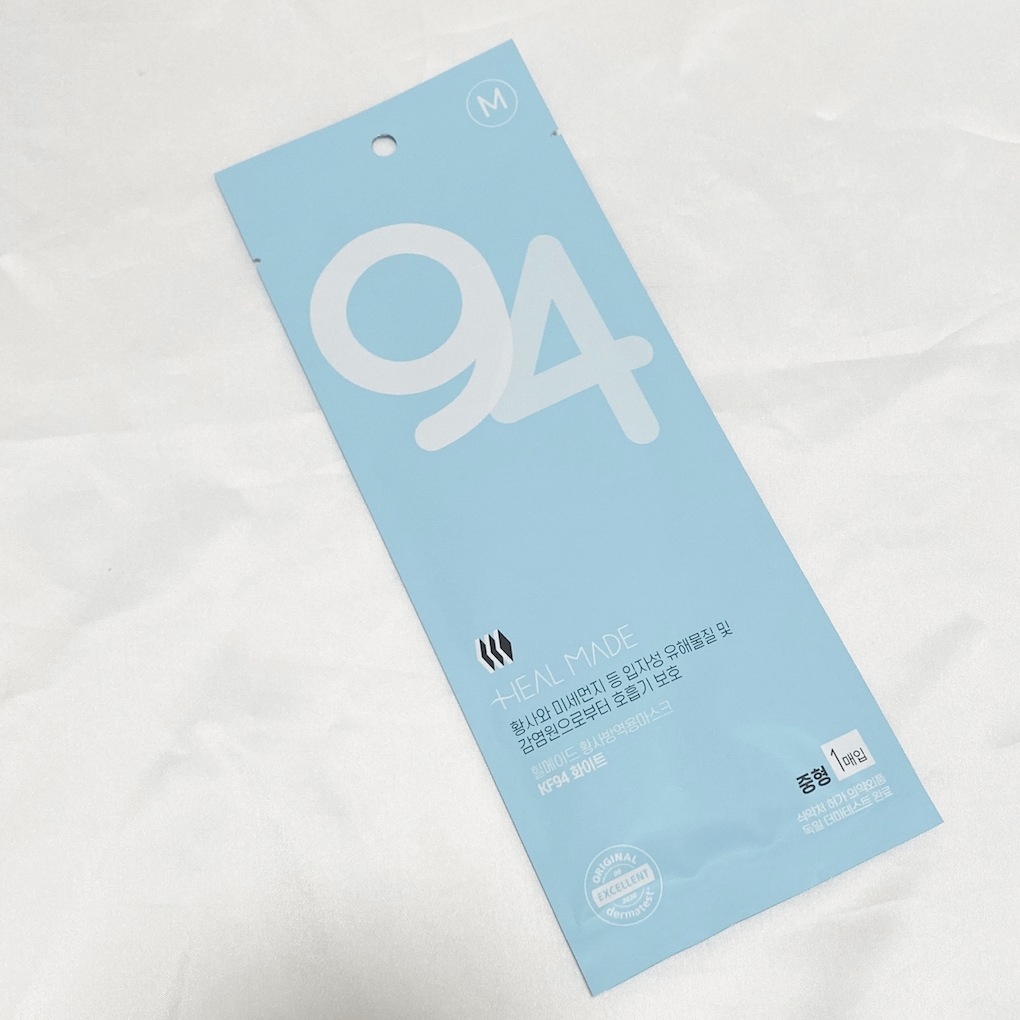 M
94
HEAL MADE
황사와 미세먼지 등 입자성 유해물질 및
감염원으로부터 호흡기 보호
힐메이드 황사방역용마스크
KF94 화이트
중형 1매입
식약처 허가 의약외품
독일 더마테스트 완료
ORIGINAL
EXCELLENT
2020
dermatest®